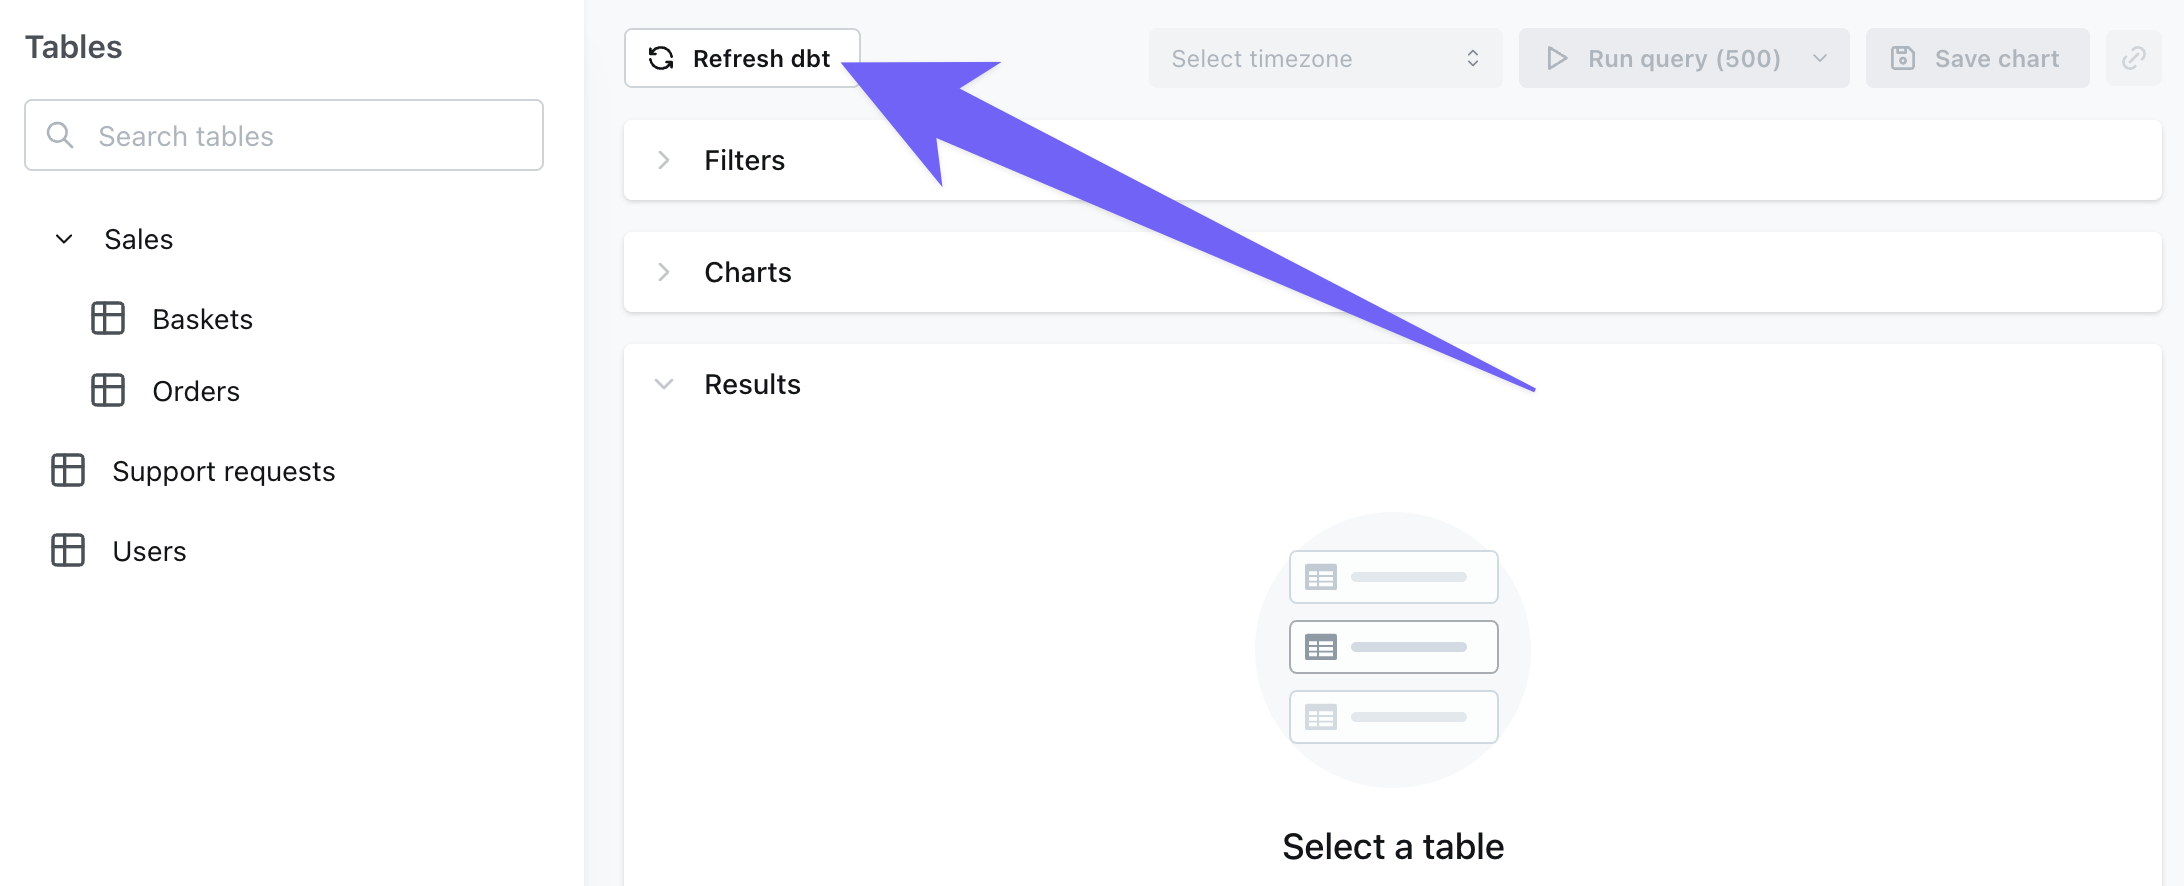 Tables
Search tables
Sales
Baskets
Orders
Support requests
Users
Refresh dbt
Select timezone
Run query (500)
Save chart
Filters
Charts
Results
Select a table